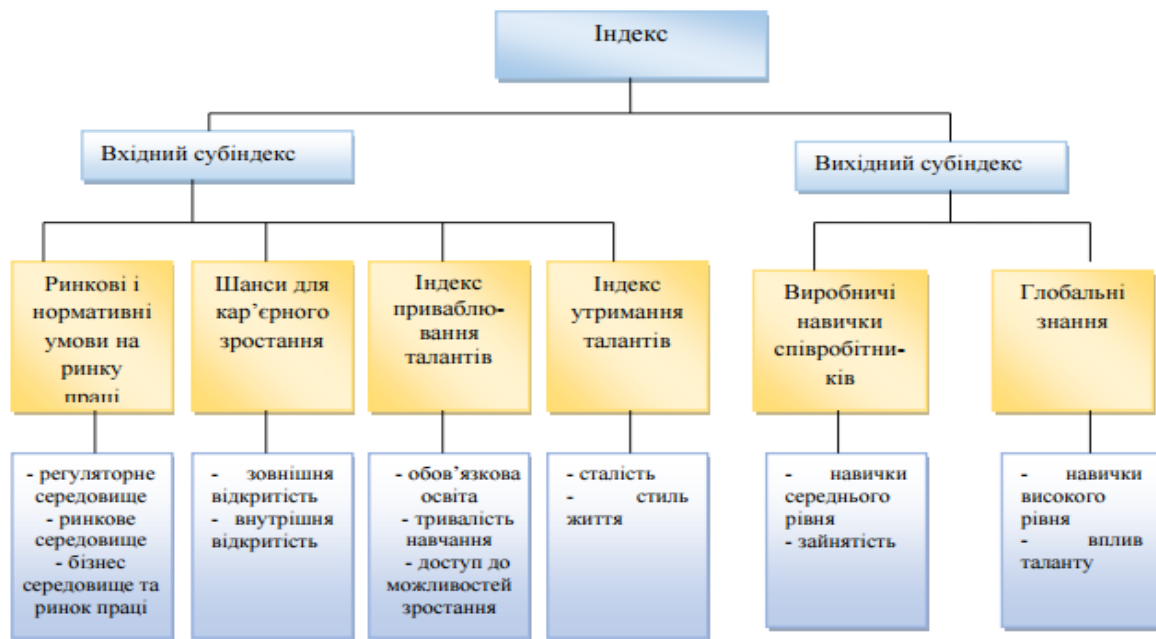 Індекс
Вхідний субіндекс
Вихідний субіндекс
Ринкові і
нормативні
умови на
ринку
праці
Шанси для
кар’єрного
зростання
Індекс
приваблю-
вання
талантів
Індекс
утримання
талантів
Виробничі
навички
співробітни-
ків
Глобальні
знання
- регуляторне
середовище
- ринкове
середовище
- бізнес
середовище та
ринок праці
- зовнішня
відкритість
- внутрішня
відкритість
- обов’язкова
освіта
- тривалість
навчання
- доступ до
можливостей
зростання
- сталість
- стиль
життя
- навички
середнього
рівня
- зайнятість
- навички
високого
рівня
- вплив
таланту